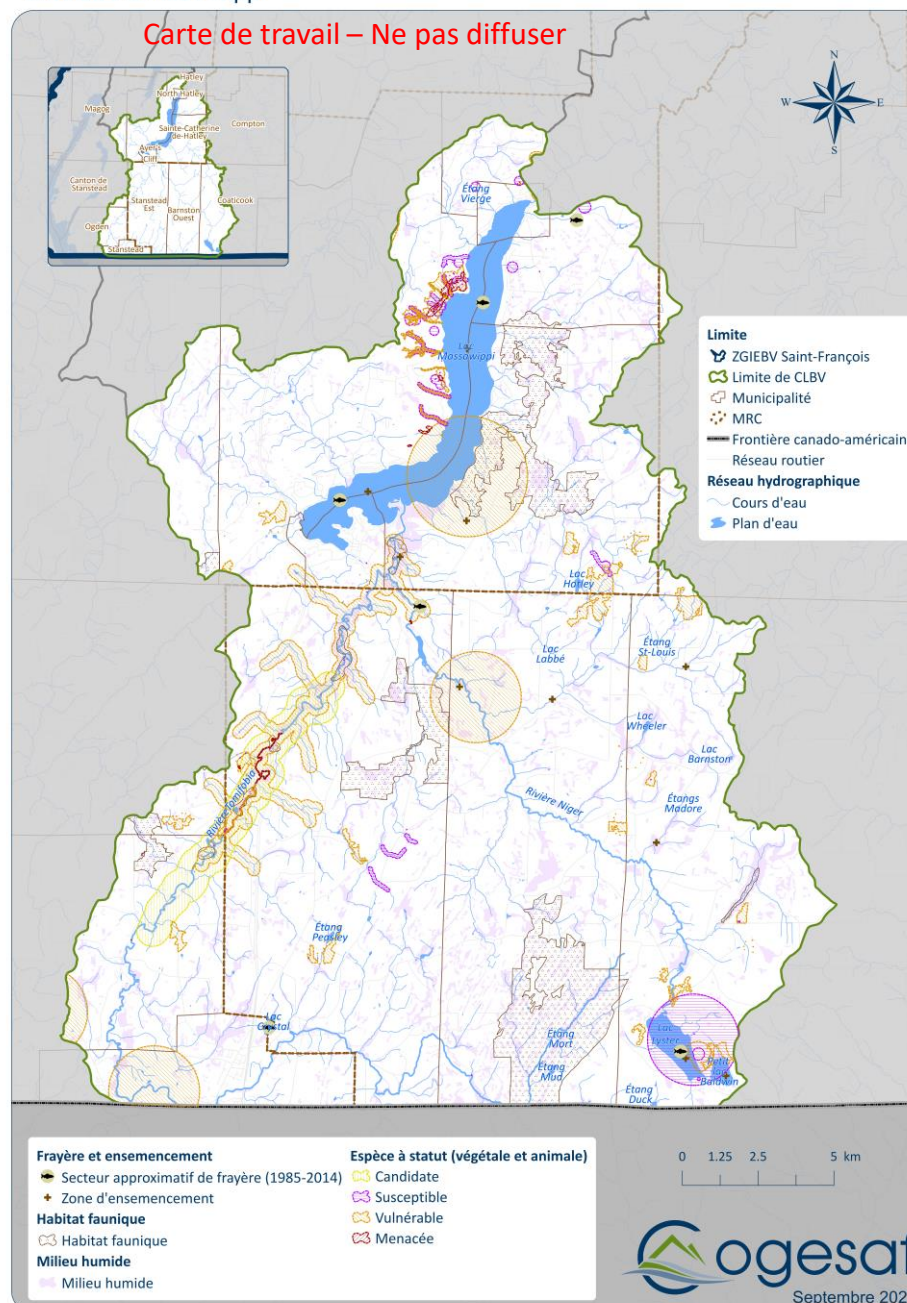 Carte de travail – Ne pas diffuser
Hatley
North Hatley
Magog
Sainte-Catherine-
de-Hatley
Compton
Ayer's
Cliff
Canton de
Stanstead
Stanstead
Est
Barnston
Ouest
Coaticook
Ogden
Stanstead
N
W
E
S
Étang
Vierge
Lac
Massawippi
Limite
ZGIEBV Saint-François
Limite de CLBV
Municipalité
MRC
Frontière canado-américain
Réseau routier
Réseau hydrographique
Cours d'eau
Plan d'eau
Lac
Hatley
Lac
Labbé
Étang
St-Louis
Lac
Wheeler
Lac
Barnston
Étangs
Madore
Rivière Niger
Rivière Tomifobia
Étang
Peasley
Lac
Cristal
Étang
Mort
Étang
Mud
Étang
Duck
Lac
Lyster
Petit
lac
Baldwin
Frayère et ensemencement
Secteur approximatif de frayère (1985-2014)
Zone d'ensemencement
Habitat faunique
Habitat faunique
Milieu humide
Milieu humide
Espèce à statut (végétale et animale)
Candidate
Susceptible
Vulnérable
Menacée
0 1.25 2.5 5 km
Cogesaf
Septembre 202